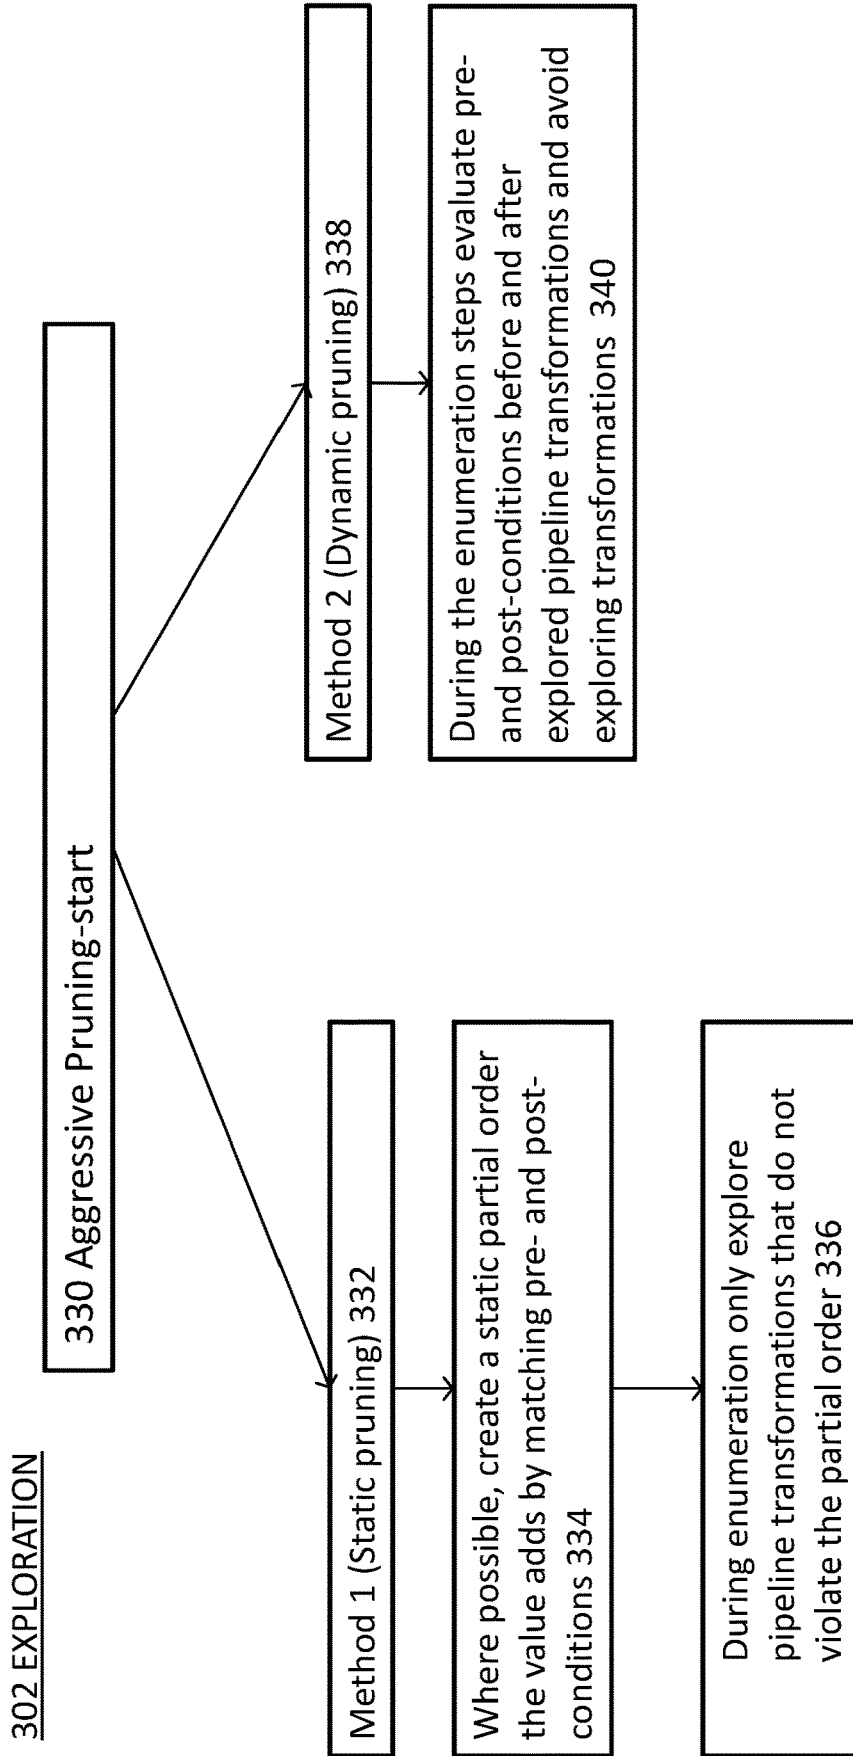 302 EXPLORATION
330 Aggressive Pruning-start
Method 1 (Static pruning) 332
Where possible, create a static partial order
the value adds by matching pre- and post-
conditions 334
During enumeration only explore
pipeline transformations that do not
violate the partial order 336
Method 2 (Dynamic pruning) 338
During the enumeration steps evaluate pre-
and post-conditions before and after
explored pipeline transformations and avoid
exploring transformations 340